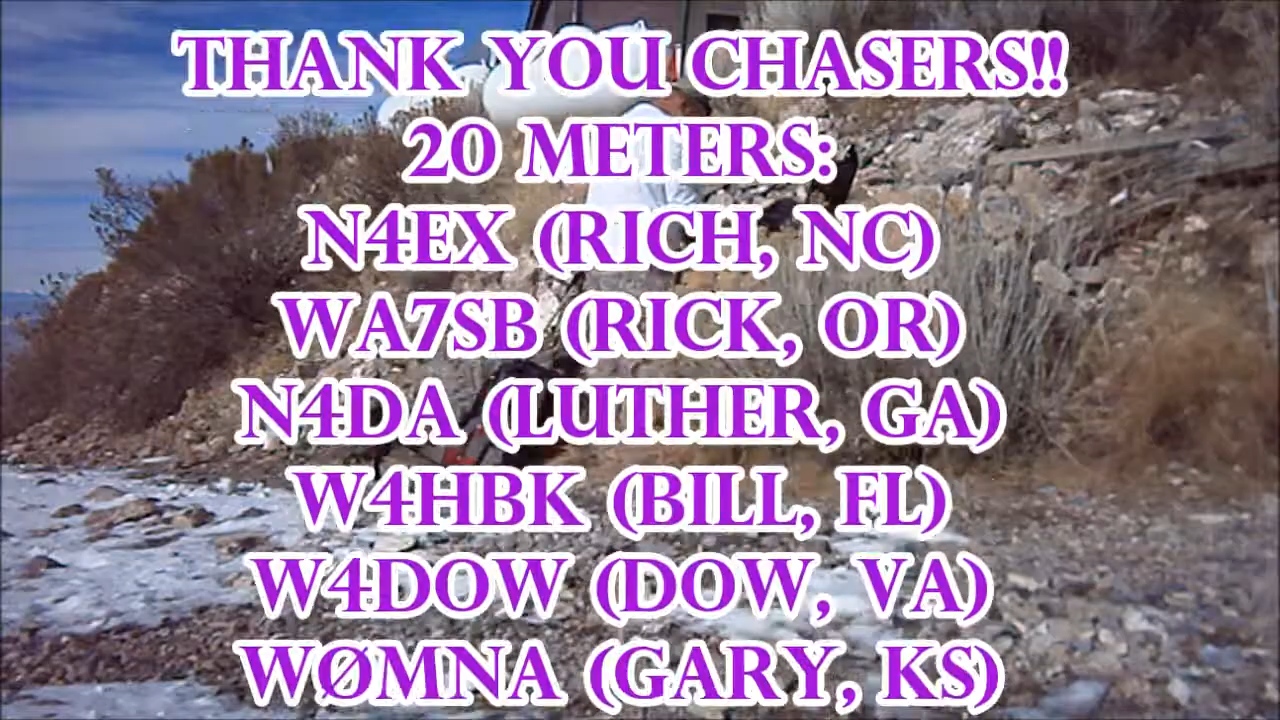 THANK YOU CHASERS!!
20 METERS:
N4EX (RICH, NC)
WA7SB (RICK, OR)
N4DA (LUTHER, GA)
W4HBK (BILL, FL)
W4DOW (DOW, VA)
WØMNA (GARY, KS)